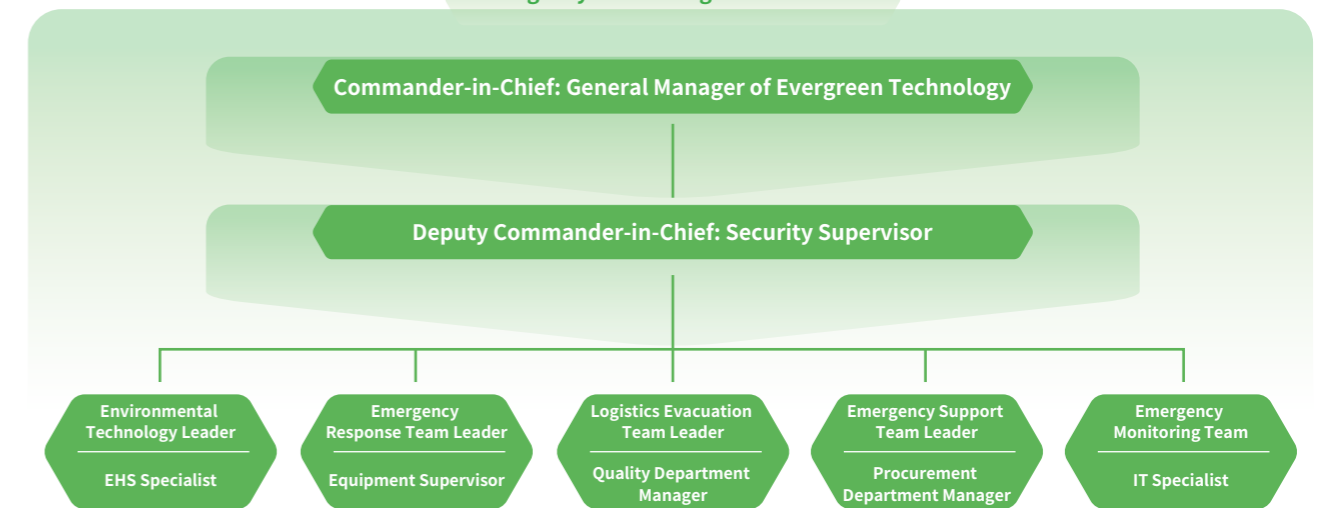 Commander-in-Chief: General Manager of Evergreen Technology
Deputy Commander-in-Chief: Security Supervisor
Environmental
Technology Leader
EHS Specialist
Emergency
Response Team Leader
Equipment Supervisor
Logistics Evacuation
Team Leader
Quality Department
Manager
Emergency Support
Team Leader
Procurement
Department Manager
Emergency
Monitoring Team
IT Specialist